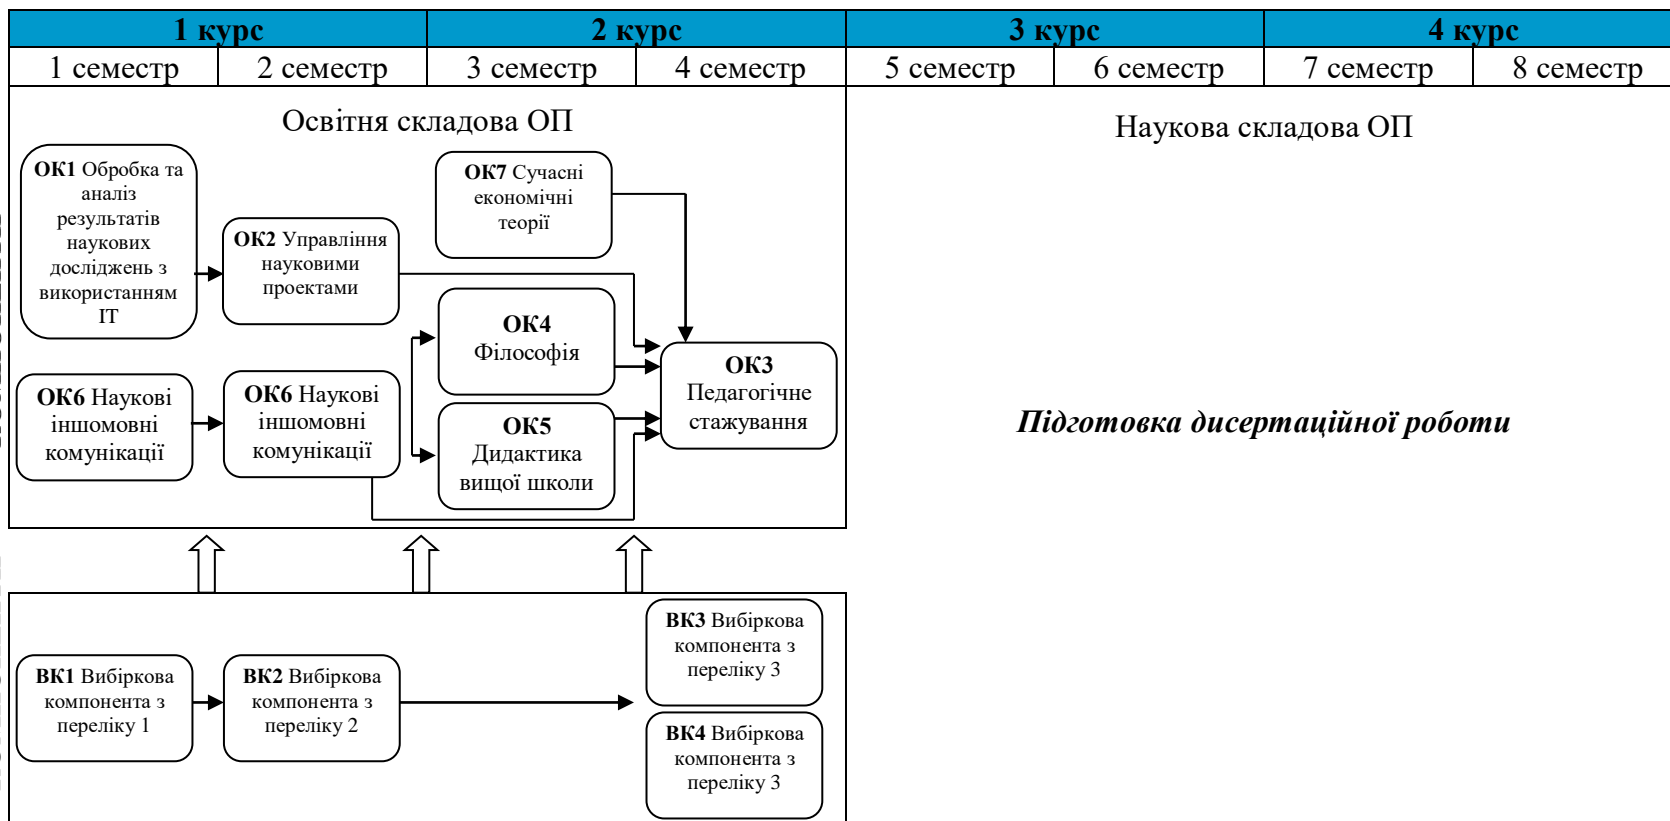 1 курс
2 курс
3 курс
4 курс
1 семестр
2 семестр
3 семестр
4 семестр
5 семестр
6 семестр
7 семестр
8 семестр
Освітня складова ОП
Наукова складова ОП
ОК1 Обробка та
аналіз
результатів
наукових
досліджень з
використанням
ІТ
ОК2 Управління
науковими
проектами
ОК7 Сучасні
економічні
теорії
ОК4
Філософія
ОК3
Педагогічне
стажування
ОК6 Наукові
іншомовні
комунікації
ОК6 Наукові
іншомовні
комунікації
ОК5
Дидактика
вищої школи
Підготовка дисертаційної роботи
ВК1 Вибіркова
компонента з
переліку 1
ВК2 Вибіркова
компонента з
переліку 2
ВК3 Вибіркова
компонента з
переліку 3
ВК4 Вибіркова
компонента з
переліку 3